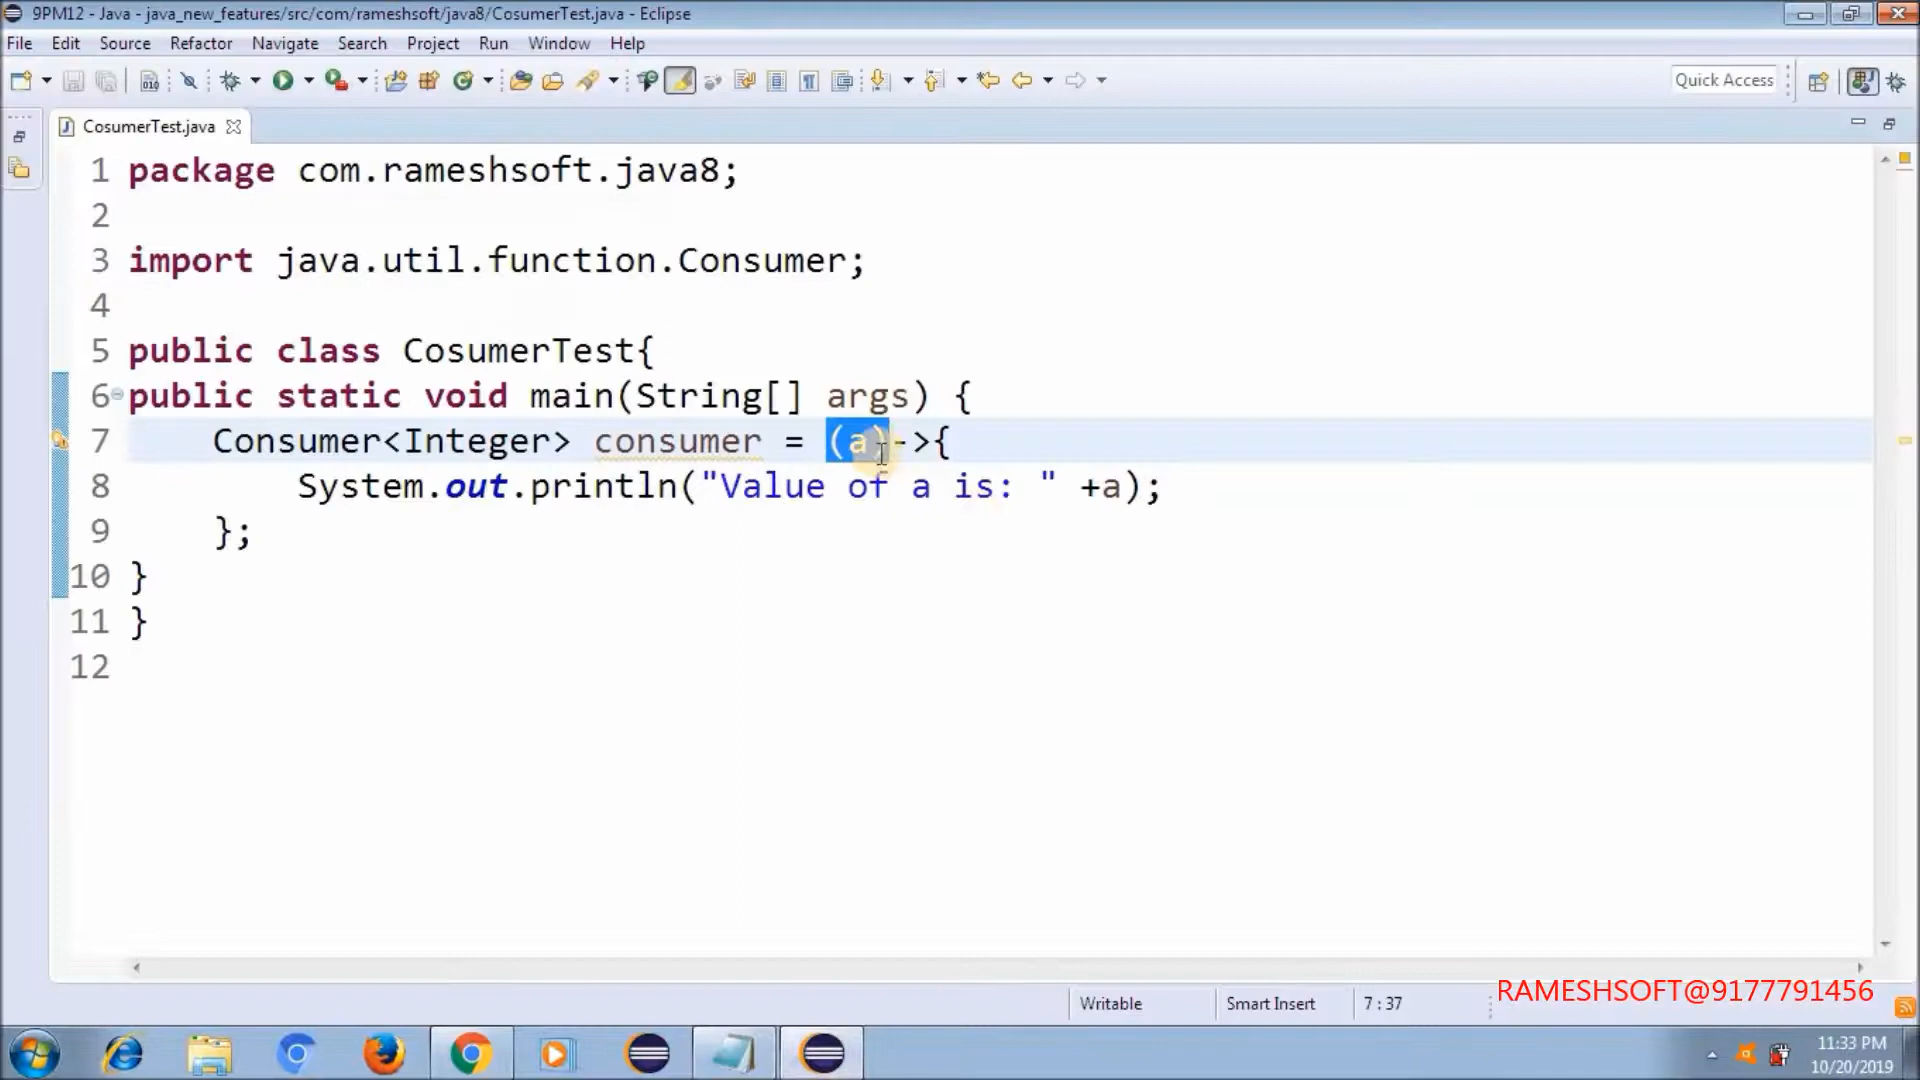 9PM12 - Java - java_new_features/src/com/rameshsoft/java8/CosumerTest.java - Eclipse
File Edit Source Refactor Navigate Search Project Run Window Help
Quick Access
CosumerTest.java
1 package com.rameshsoft.java8;
2
3 import java.util.function.Consumer;
4
5 public class CosumerTest{
6 public static void main(String[] args) {
7 Consumer<Integer> consumer = (a)->{
8 System.out.println("Value of a is: " +a);
9 };
10 }
11 }
12
Writable Smart Insert 7 : 37
RAMESHSOFT@9177791456
11:33 PM
10/20/2019